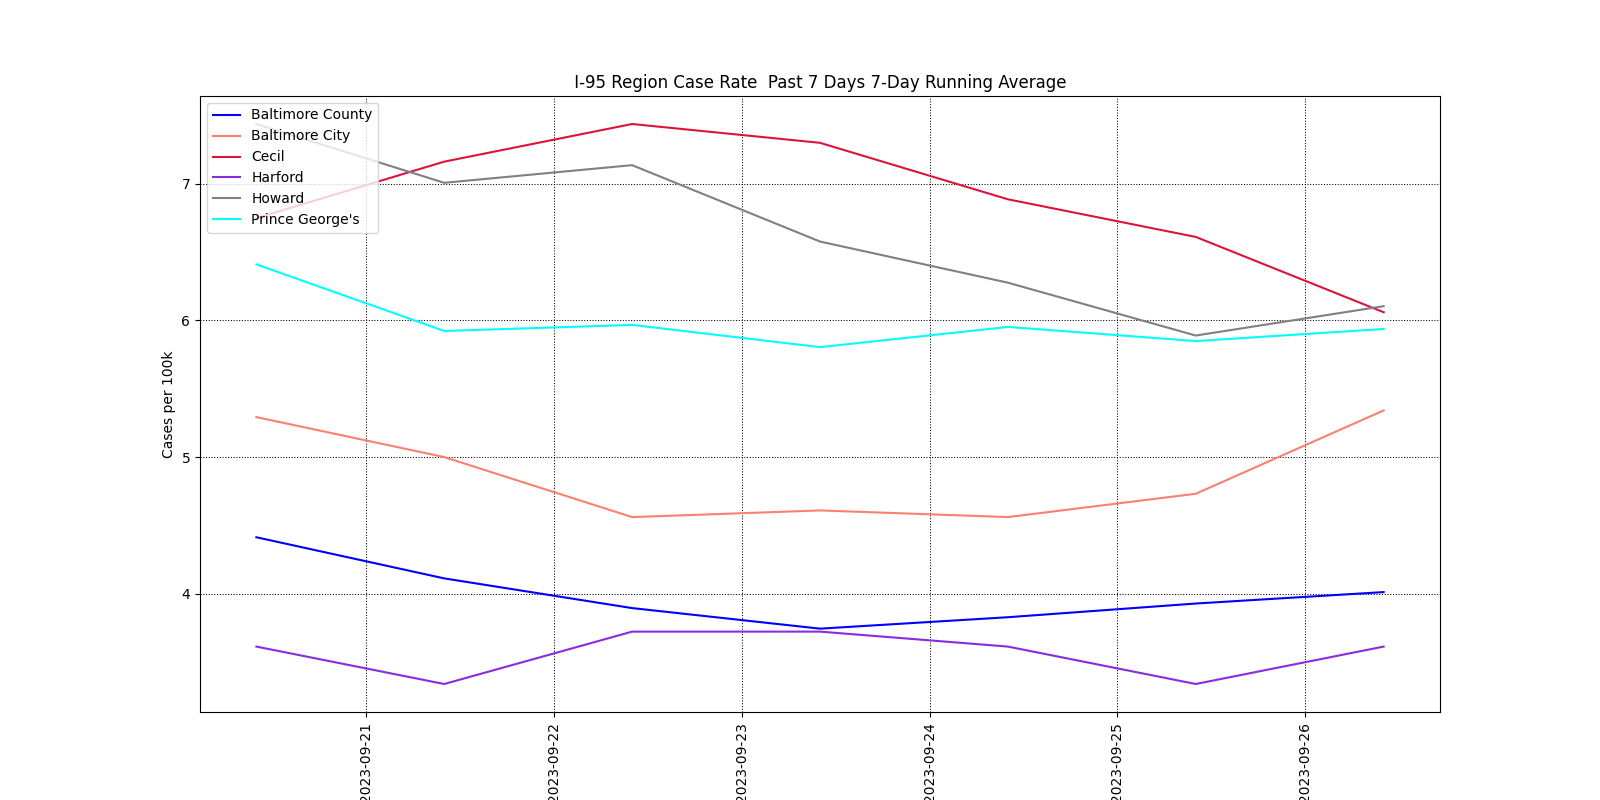 I-95 Region Case Rate  Past 7 Days 7-Day Running Average
Baltimore County
Baltimore City
Cecil
Harford
Howard
Prince George's
Cases per 100k
7
6
5
4
2023-09-21
2023-09-22
2023-09-23
2023-09-24
2023-09-25
2023-09-26